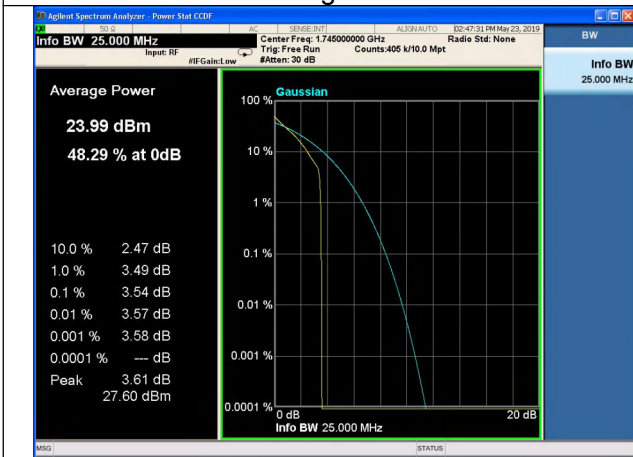 Agilent Spectrum Analyzer - Power Stat CCDF
50 Ω AC SENSE:INT ALIGN AUTO 02:47:31 PM May 23, 2019
Info BW 25.000 MHz
Center Freq: 1.745000000 GHz Radio Std: None
Input: RF Trig: Free Run Counts:405 k/10.0 Mpt
#IFGain:Low #Atten: 30 dB
BW
Info BW
25.000 MHz
Average Power
23.99 dBm
48.29 % at 0dB
10.0 % 2.47 dB
1.0 % 3.49 dB
0.1 % 3.54 dB
0.01 % 3.57 dB
0.001 % 3.58 dB
0.0001 % --- dB
Peak 3.61 dB
27.60 dBm
Gaussian
100 %
10 %
1 %
0.1 %
0.01 %
0.001 %
0.0001 %
0 dB 20 dB
Info BW 25.000 MHz
MSG STATUS